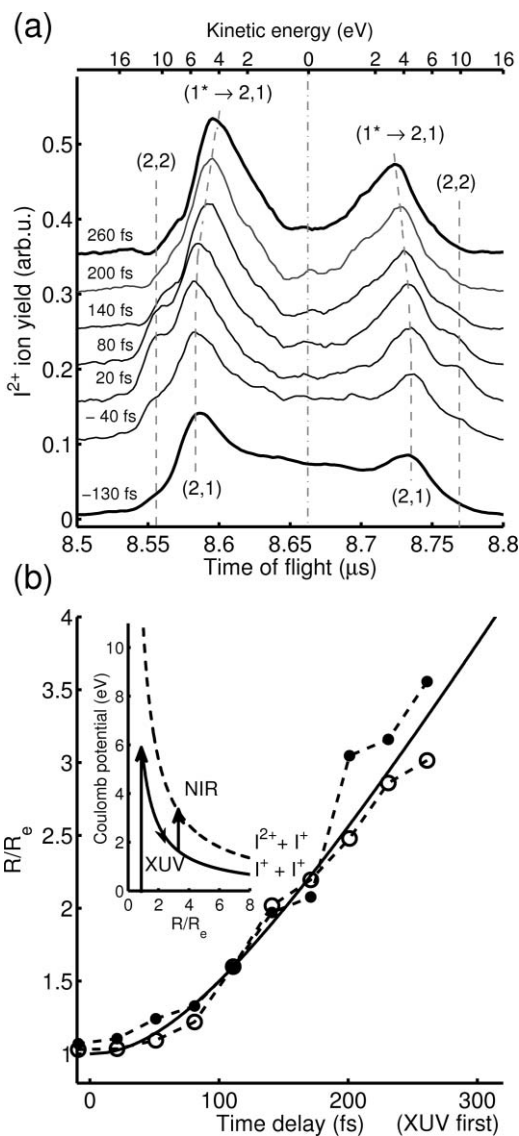 (a)
Kinetic energy (eV)
16 10 6 4 2 0 2 4 6 10 16
(1* → 2,1)
(1* → 2,1)
(2,2)
(2,2)
0.5
0.4
0.3
0.2
0.1
0
I²⁺ ion yield (arb.u.)
260 fs
200 fs
140 fs
80 fs
20 fs
− 40 fs
−130 fs
(2,1)
(2,1)
8.5 8.55 8.6 8.65 8.7 8.75 8.8
Time of flight (μs)
(b)
4
3
2.5
2
1.5
1
R/Rₑ
10
8
6
4
2
0
Coulomb potential (eV)
NIR
XUV
I²⁺ + I⁺
I⁺ + I⁺
0 2 4 6 8
R/Rₑ
0 100 200 300
Time delay (fs) (XUV first)